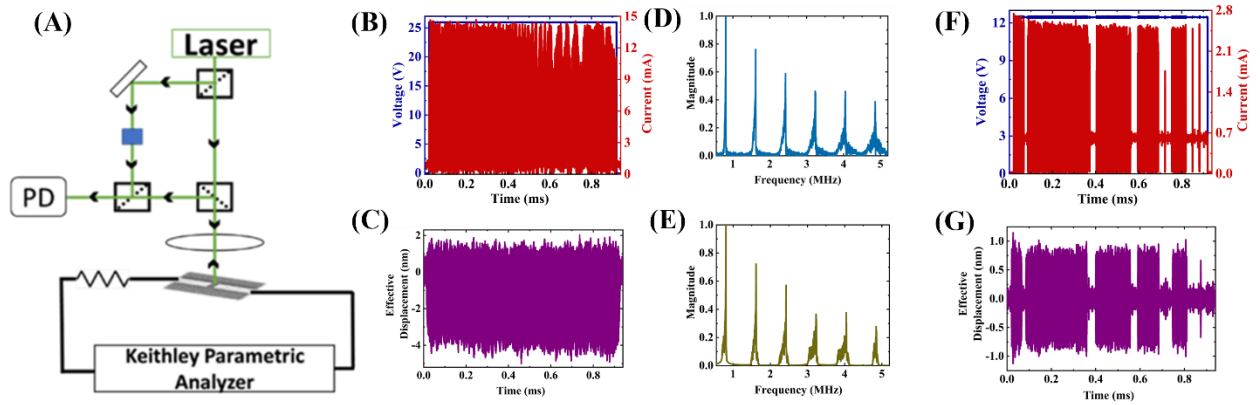 (A)
Laser
PD
Keithley Parametric
Analyzer
(B)
Voltage (V)
25
20
15
10
5
0
Current (mA)
15
12
9
6
3
0
0.0 0.2 0.4 0.6 0.8
Time (ms)
(C)
Effective
Displacement (nm)
2
0
-2
-4
0.0 0.2 0.4 0.6 0.8
Time (ms)
(D)
Magnitude
1.0
0.8
0.6
0.4
0.2
0.0
1 2 3 4 5
Frequency (MHz)
(E)
Magnitude
1.0
0.8
0.6
0.4
0.2
0.0
1 2 3 4 5
Frequency (MHz)
(F)
Voltage (V)
12
9
6
3
0
Current (mA)
2.8
2.1
1.4
0.7
0.0
0.0 0.2 0.4 0.6 0.8
Time (ms)
(G)
Effective
Displacement (nm)
1.0
0.5
0.0
-0.5
-1.0
0.0 0.2 0.4 0.6 0.8
Time (ms)